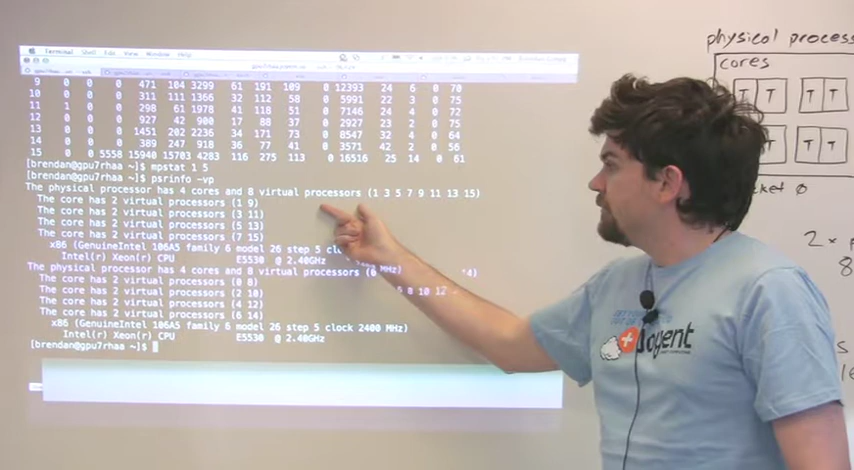 Terminal Shell Edit View Window Help
9 0 0 0 471 104 3299 61 191 109 0 12393 24 6 0 70
10 0 0 0 311 111 1366 32 111 38 0 5991 22 3 0 75
11 1 0 0 298 61 1978 41 118 51 0 7146 24 4 0 72
12 0 0 0 927 42 900 17 88 37 0 2927 23 2 0 75
13 0 0 0 1451 202 2236 34 171 73 0 8547 32 4 0 64
14 0 0 0 389 247 918 36 77 41 0 3571 42 2 0 56
15 0 0 5558 15940 15703 4283 116 275 113 0 16516 25 14 0 61
[brendan@gpu7rhaa ~]$ mpstat 1 5
[brendan@gpu7rhaa ~]$ psrinfo -vp
The physical processor has 4 cores and 8 virtual processors (1 3 5 7 9 11 13 15)
The core has 2 virtual processors (1 9)
The core has 2 virtual processors (3 11)
The core has 2 virtual processors (5 13)
The core has 2 virtual processors (7 15)
x86 (GenuineIntel 106A5 family 6 model 26 step 5 clock MHz)
Intel(r) Xeon(r) CPU E5530 @ 2.40GHz
The physical processor has 4 cores and 8 virtual processors (0 6 8 10 12
The core has 2 virtual processors (0 8)
The core has 2 virtual processors (2 10)
The core has 2 virtual processors (4 12)
The core has 2 virtual processors (6 14)
x86 (GenuineIntel 106A5 family 6 model 26 step 5 clock 2400 MHz)
Intel(r) Xeon(r) CPU E5530 @ 2.40GHz
[brendan@gpu7rhaa ~]$
physical process
cores
T T T T
T T T
0
2 ×
8
Joyent